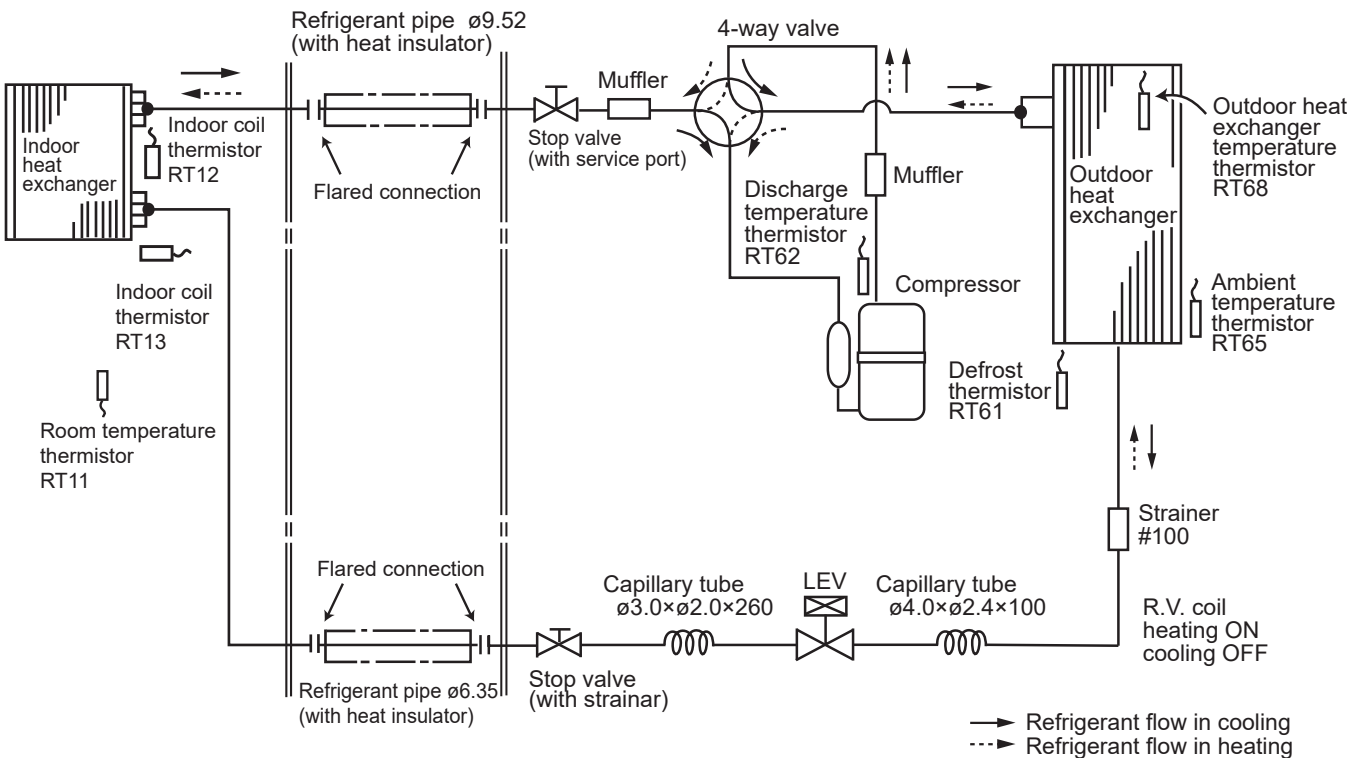 Refrigerant pipe ø9.52
(with heat insulator)
4-way valve
Muffler
Stop valve
(with service port)
Indoor
heat
exchanger
Indoor coil
thermistor
RT12
Flared connection
Muffler
Discharge
temperature
thermistor
RT62
Compressor
Outdoor
heat
exchanger
Outdoor heat
exchanger
temperature
thermistor
RT68
Ambient
temperature
thermistor
RT65
Defrost
thermistor
RT61
Indoor coil
thermistor
RT13
Room temperature
thermistor
RT11
Strainer
#100
Flared connection
Capillary tube
ø3.0×ø2.0×260
LEV
Capillary tube
ø4.0×ø2.4×100
R.V. coil
heating ON
cooling OFF
Refrigerant pipe ø6.35
(with heat insulator)
Stop valve
(with strainar)
Refrigerant flow in cooling
Refrigerant flow in heating